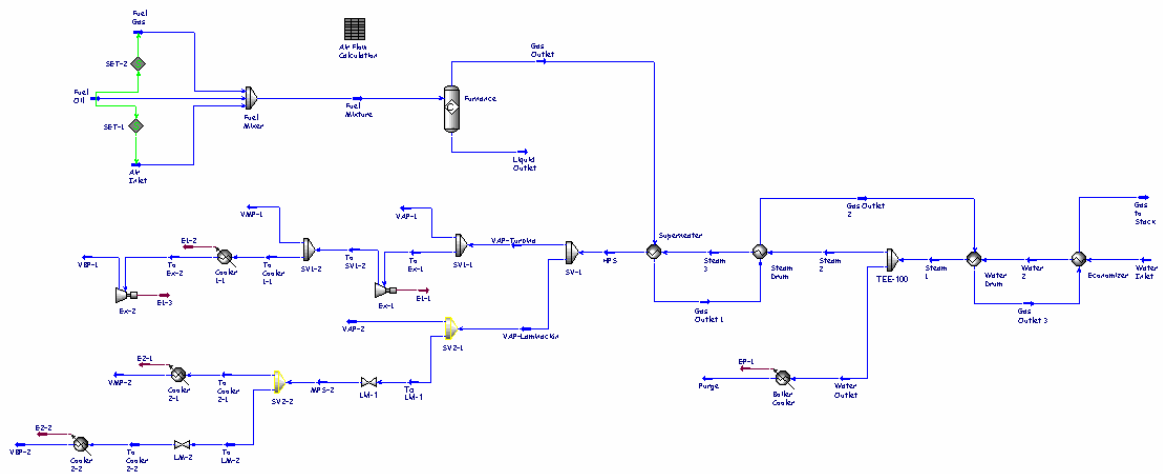 Fuel
Gas
SET-2
Fuel
Oil
SET-1
Air
Inlet
Fuel
Mixer
Air Flow
Calculation
Fuel
Mixture
Furnance
Gas
Outlet
Liquid
Outlet
VMP-1
VAP-1
E1-2
VBP-1
To
Ex-2
Cooler
1-1
To
Cooler
1-1
SV1-2
To
SV1-2
Ex-2
E1-3
Ex-1
E1-1
To
Ex-1
SV1-1
VAP-Turbina
SV-1
HPS
Superheater
Steam
3
Steam
Drum
Steam
2
TEE-100
Steam
1
Water
Drum
Water
2
Economizer
Water
Inlet
Gas
to
Stack
Gas Outlet
2
Gas
Outlet 1
Gas
Outlet 3
VAP-2
SV2-1
E2-1
VMP-2
Cooler
2-1
To
Cooler
2-1
SV2-2
MPS-2
LM-1
To
LM-1
E2-2
VBP-2
Cooler
2-2
To
Cooler
2-2
LM-2
To
LM-2
EP-1
Purge
Boiler
Cooler
Water
Outlet